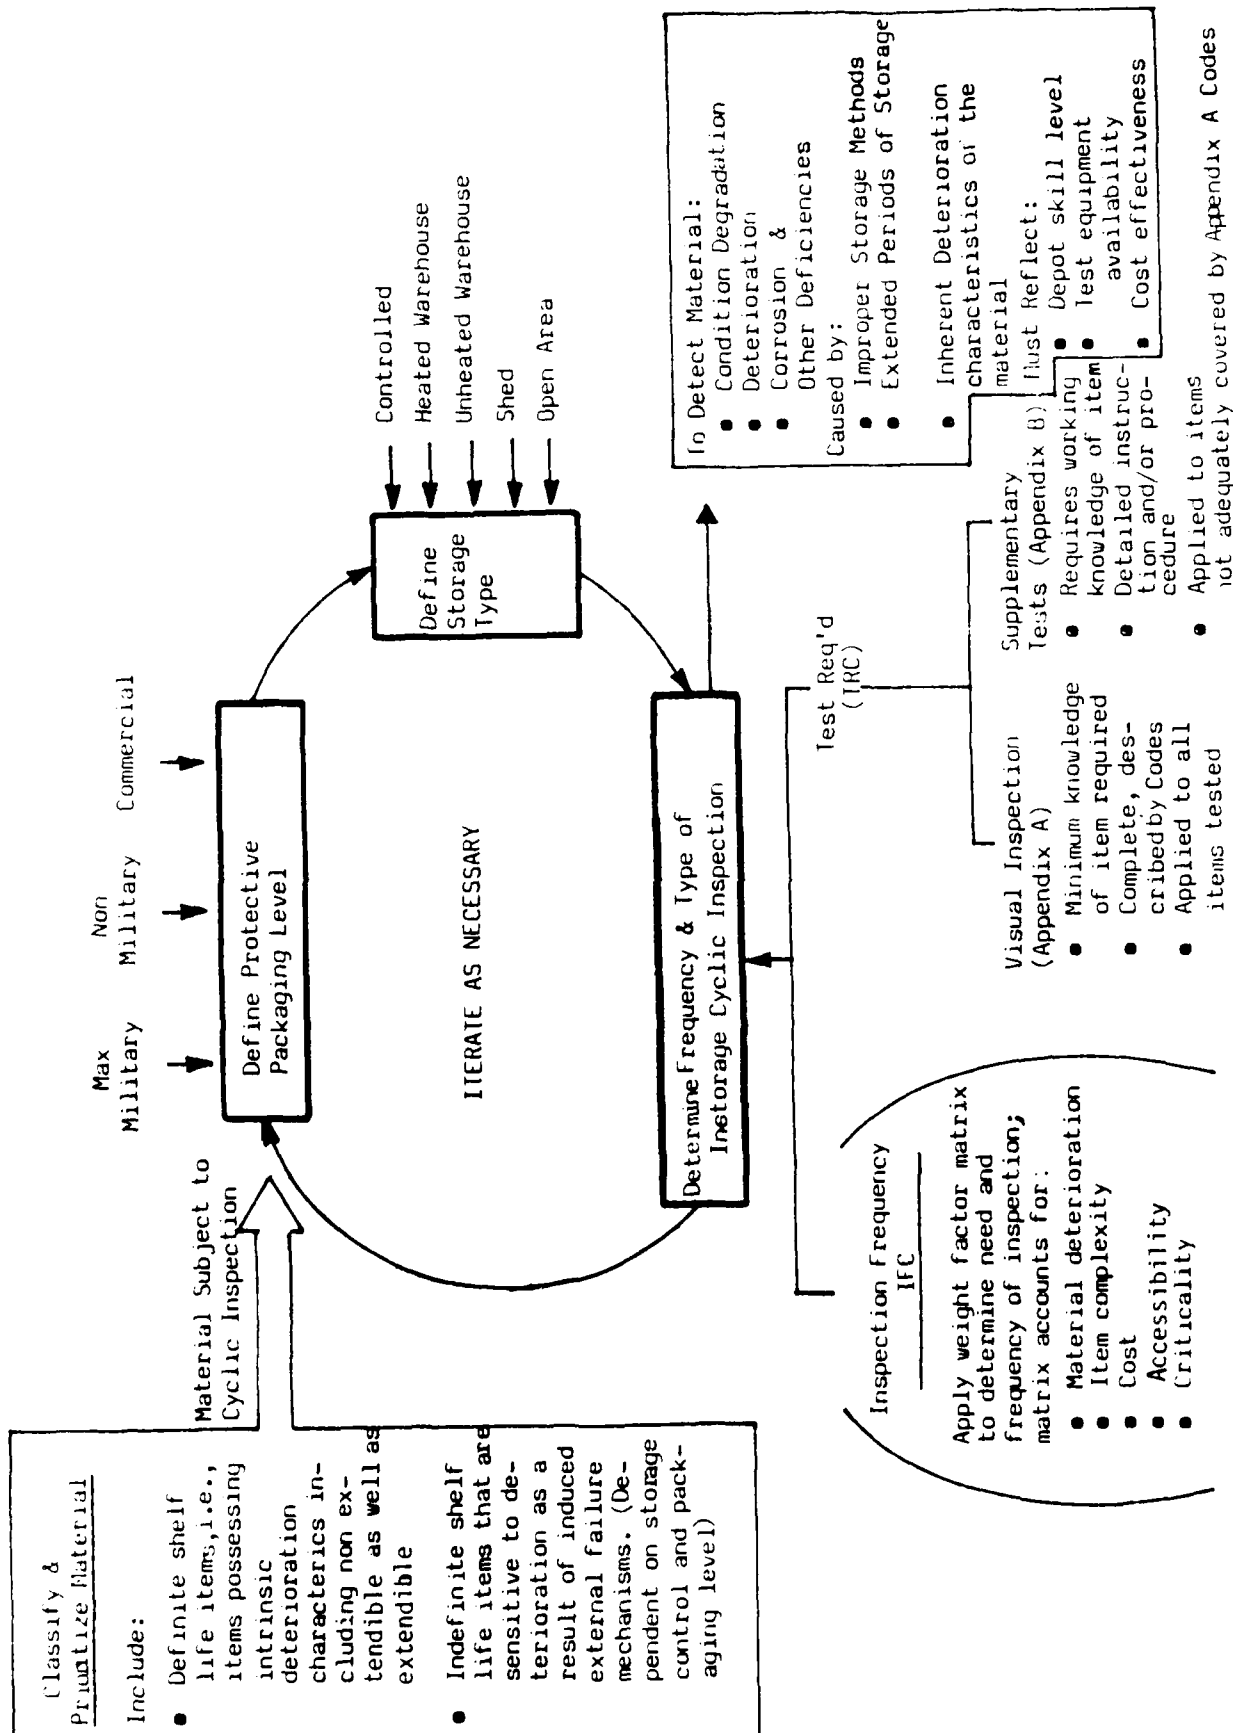 Classify &
Prioritize Material
Include:
● Definite shelf
life items, i.e.,
items possessing
intrinsic
deterioration
characterics in-
cluding non ex-
tendible as well as
extendible
● Indefinite shelf
life items that are
sensitive to de-
terioration as a
result of induced
external failure
mechanisms. (De-
pendent on storage
control and pack-
aging level)
Material Subject to
Cyclic Inspection
Max
Military
Non
Military
Commercial
Define Protective
Packaging Level
ITERATE AS NECESSARY
Define
Storage
Type
Controlled
Heated Warehouse
Unheated Warehouse
Shed
Open Area
Determine Frequency & Type of
Instorage Cyclic Inspection
To Detect Material:
● Condition Degradation
● Deterioration
● Corrosion &
Other Deficiencies
Caused by:
● Improper Storage Methods
● Extended Periods of Storage
● Inherent Deterioration
characteristics of the
material
Must Reflect:
● Depot skill level
● Test equipment
availability
● Cost effectiveness
Inspection Frequency
IFC
Apply weight factor matrix
to determine need and
frequency of inspection;
matrix accounts for:
● Material deterioration
● Item complexity
● Cost
● Accessibility
● Criticality
Test Req'd
(TRC)
Visual Inspection
(Appendix A)
● Minimum knowledge
of item required
● Complete, des-
cribed by Codes
● Applied to all
items tested
Supplementary
Tests (Appendix B)
● Requires working
knowledge of item
● Detailed instruc-
tion and/or pro-
cedure
● Applied to items
not adequately covered by Appendix A Codes